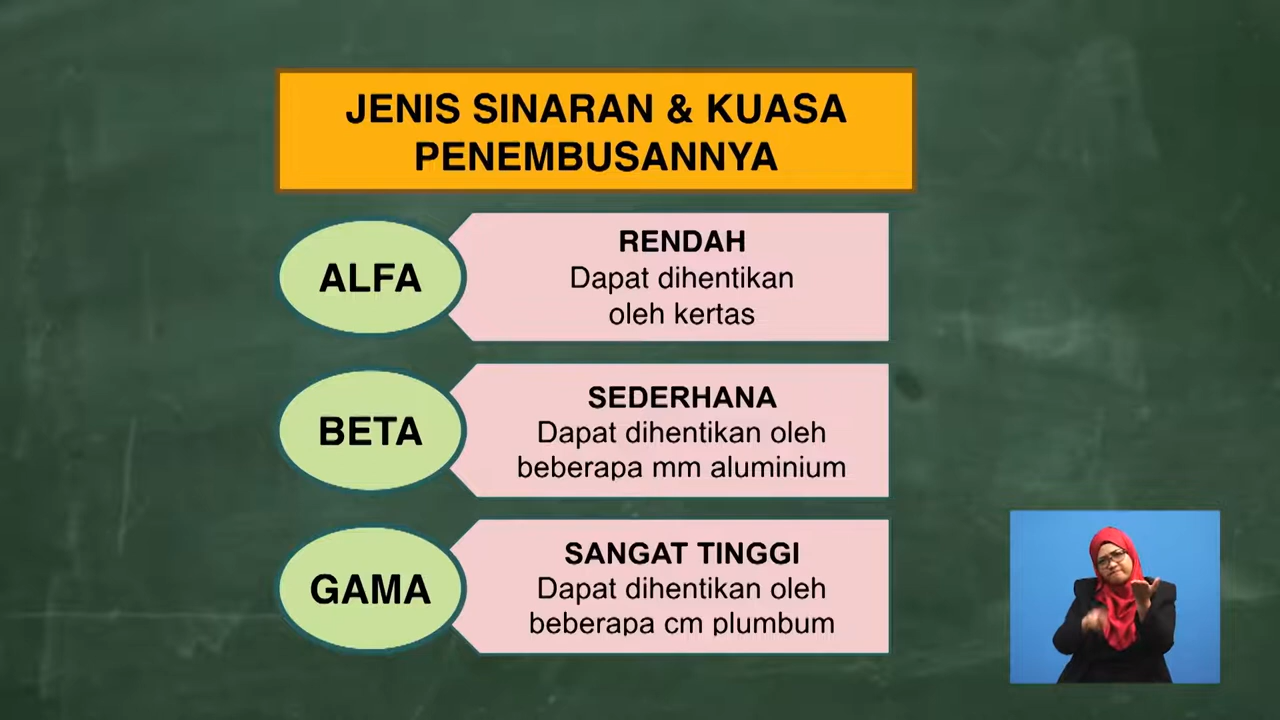 JENIS SINARAN & KUASA
PENEMBUSANNYA
ALFA
RENDAH
Dapat dihentikan
oleh kertas
BETA
SEDERHANA
Dapat dihentikan oleh
beberapa mm aluminium
GAMA
SANGAT TINGGI
Dapat dihentikan oleh
beberapa cm plumbum